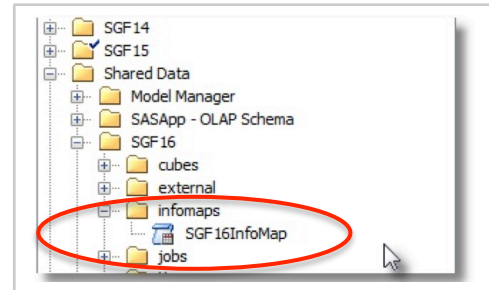 SGF14
SGF15
Shared Data
Model Manager
SASApp - OLAP Schema
SGF16
cubes
external
infomaps
SGF16InfoMap
jobs